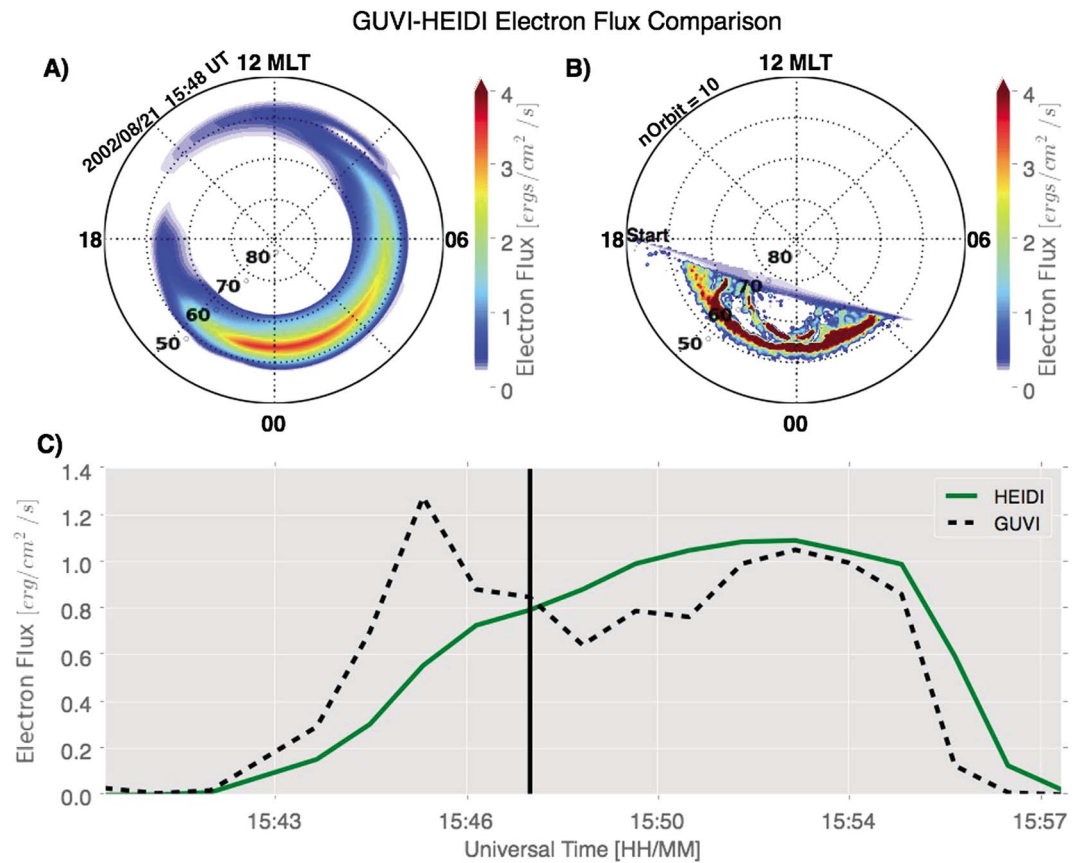 GUVI-HEIDI Electron Flux Comparison
A)
2002/08/21 15:48 UT
12 MLT
18
06
00
80
70°
60
50°
4
3
2
1
0
Electron Flux [ergs/cm² /s]
B)
nOrbit = 10
12 MLT
18
Start
06
00
80
70°
60
50°
4
3
2
1
0
Electron Flux [ergs/cm² /s]
C)
1.4
1.2
1.0
0.8
0.6
0.4
0.2
0.0
Electron Flux [erg/cm² /s]
HEIDI
GUVI
15:43
15:46
15:50
15:54
15:57
Universal Time [HH/MM]